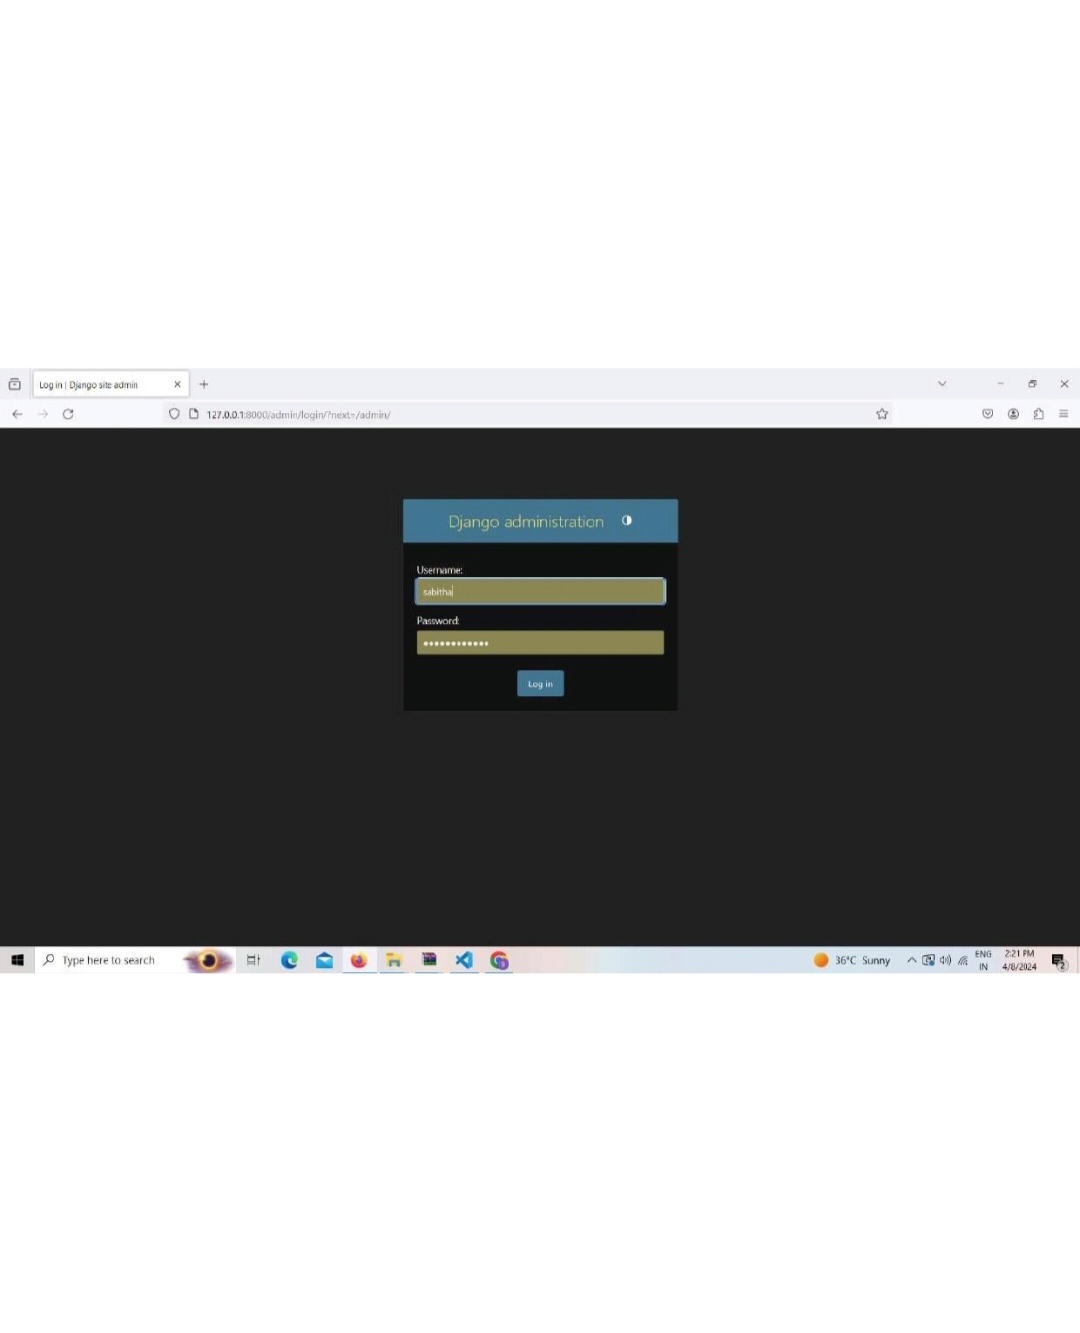 Log in | Django site admin
127.0.0.1:8000/admin/login/?next=/admin/
Django administration
Username:
sabitha
Password:
••••••••••••
Log in
Type here to search
36°C Sunny
ENG
IN
2:21 PM
4/8/2024
2